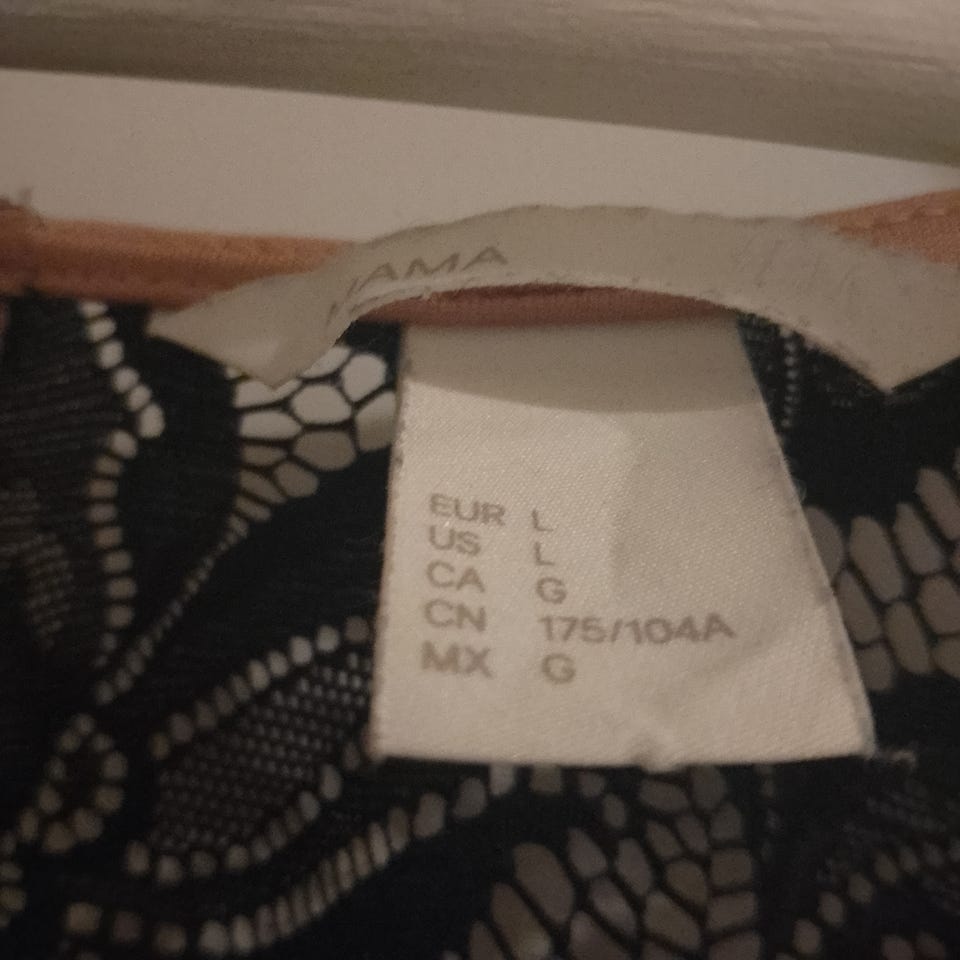 MAMA
EUR L
US L
CA G
CN 175/104A
MX G